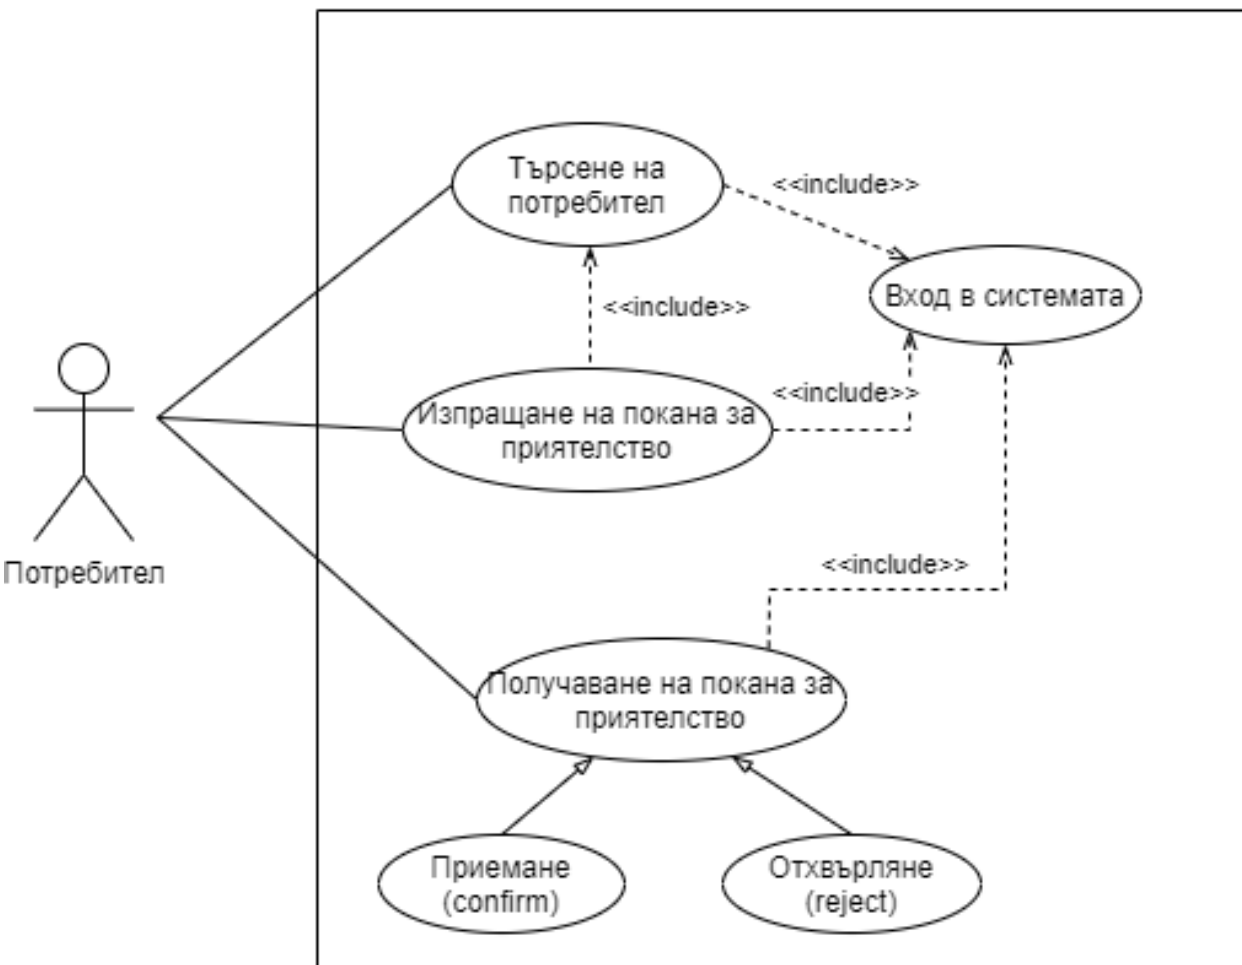 Търсене на
потребител
<<include>>
Вход в системата
<<include>>
Изпращане на покана за
приятелство
<<include>>
Потребител
<<include>>
Получаване на покана за
приятелство
Приемане
(confirm)
Отхвърляне
(reject)